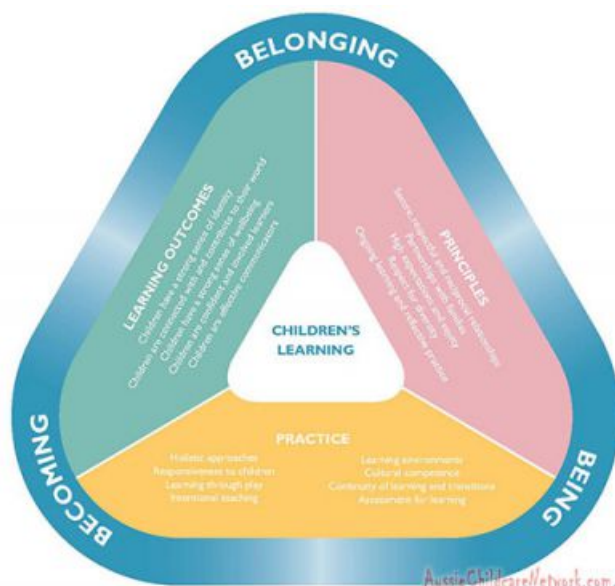 BELONGING
LEARNING OUTCOMES
Children have a strong sense of identity
Children are connected with and contribute to their world
Children have a strong sense of wellbeing
Children are confident and involved learners
Children are effective communicators
PRINCIPLES
Secure, respectful and reciprocal relationships
Partnerships with families
High expectations and equity
Respect for diversity
Ongoing learning and reflective practice
CHILDREN'S
LEARNING
PRACTICE
Holistic approaches
Responsiveness to children
Learning through play
Intentional teaching
Learning environments
Cultural competence
Continuity of learning and transitions
Assessment for learning
BECOMING
BEING
AussieChildcareNetwork.com